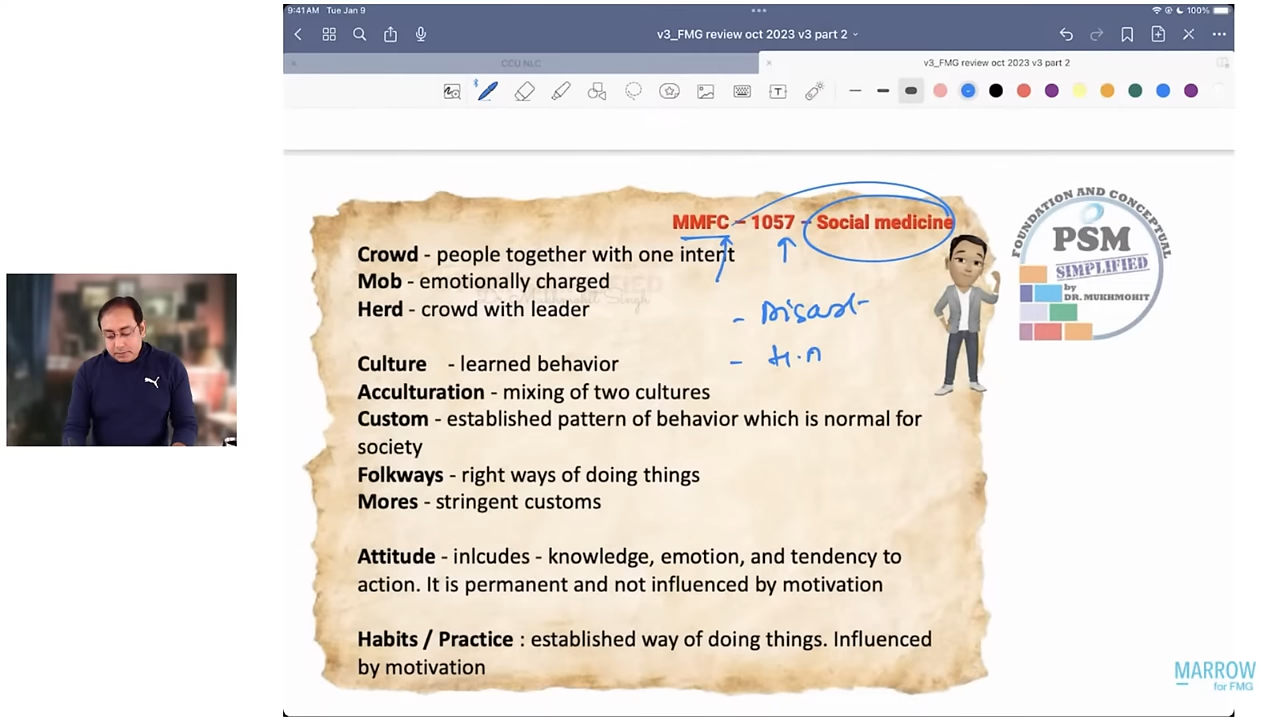 9:41AM Tue Jan 9
100%
v3_FMG review oct 2023 v3 part 2
CCU NLC
v3_FMG review oct 2023 v3 part 2
MMFC – 1057 – Social medicine
Crowd - people together with one intent
Mob - emotionally charged
Herd - crowd with leader
- Disast
- H.A
Culture - learned behavior
Acculturation - mixing of two cultures
Custom - established pattern of behavior which is normal for
society
Folkways - right ways of doing things
Mores - stringent customs
Attitude - inlcudes - knowledge, emotion, and tendency to
action. It is permanent and not influenced by motivation
Habits / Practice : established way of doing things. Influenced
by motivation
FOUNDATION AND CONCEPTUAL
PSM
SIMPLIFIED
by
DR. MUKHMOHIT
Dr. Mukhmohit Singh
MARROW
for FMG